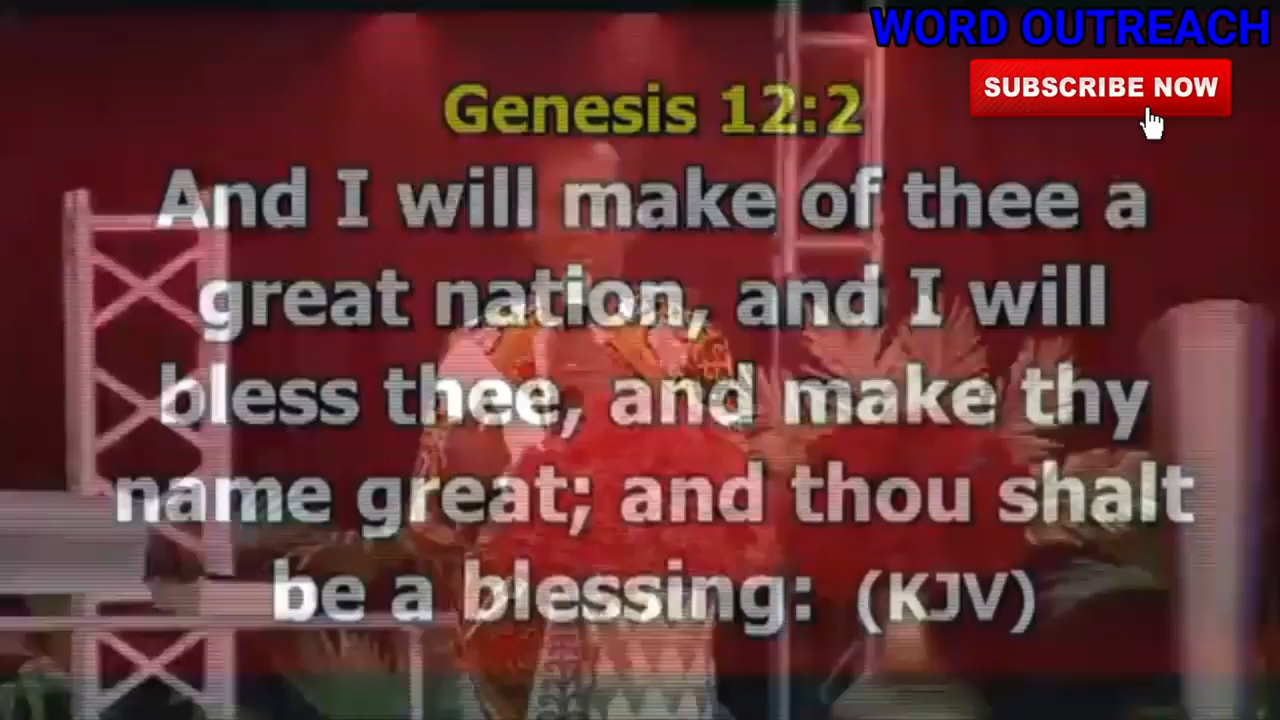 WORD OUTREACH
SUBSCRIBE NOW
Genesis 12:2
And I will make of thee a
great nation, and I will
bless thee, and make thy
name great; and thou shalt
be a blessing: (KJV)